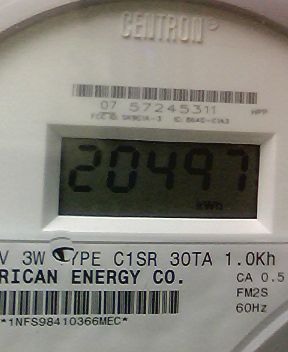 CENTRON®
07 57245311
HPP
20497
kWh
V 3W TYPE C1SR 30TA 1.0Kh
RICAN ENERGY CO.
CA 0.5
FM2S
60Hz
*1NFS98410366MEC*